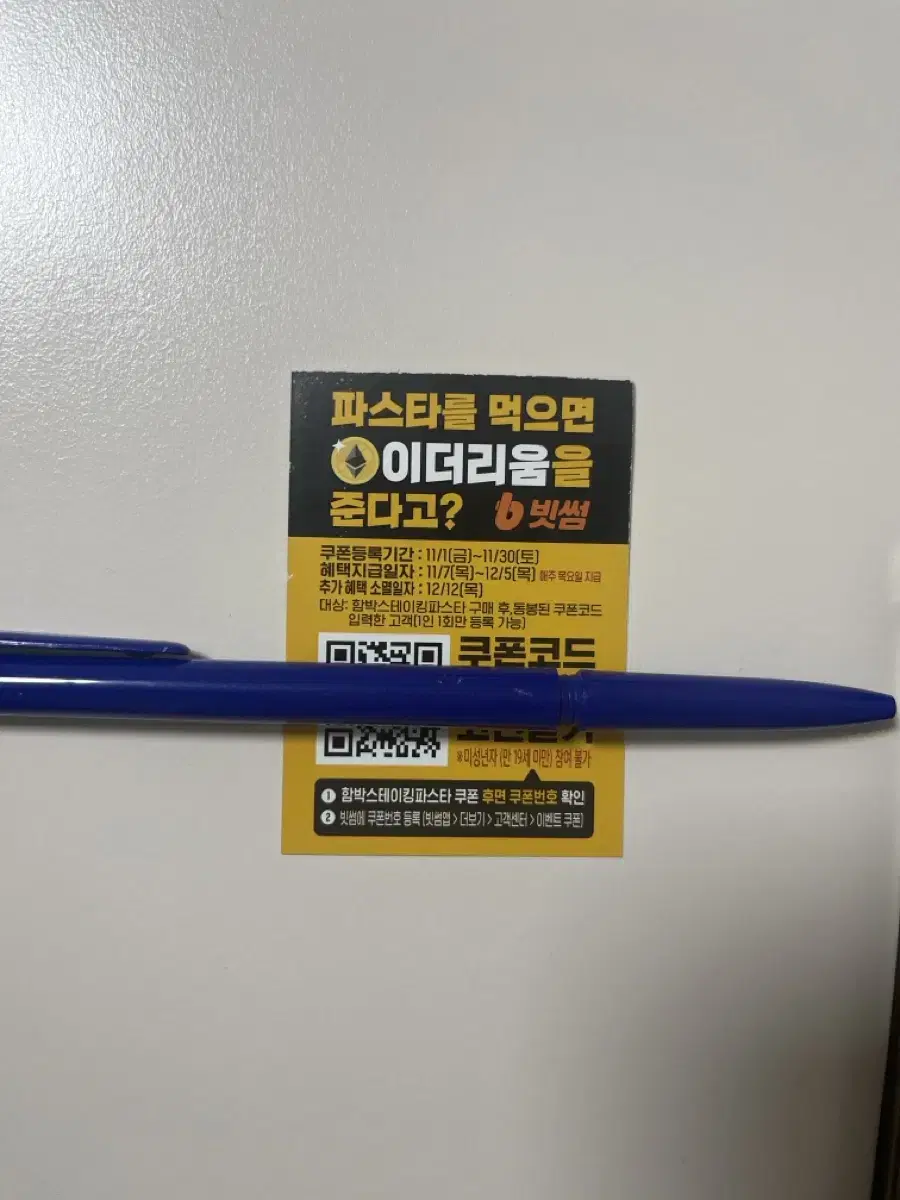 파스타를 먹으면
이더리움을
준다고? 빗썸
쿠폰등록기간 : 11/1(금)~11/30(토)
혜택지급일자 : 11/7(목)~12/5(목) 매주 목요일 지급
추가 혜택 소멸일자 : 12/12(목)
대상: 함박스테이킹파스타 구매 후,동봉된 쿠폰코드
입력한 고객(1인 1회만 등록 가능)
쿠폰코드
※미성년자 (만 19세 미만) 참여 불가
1 함박스테이킹파스타 쿠폰 후면 쿠폰번호 확인
2 빗썸에 쿠폰번호 등록 (빗썸앱 > 더보기 > 고객센터 > 이벤트 쿠폰)